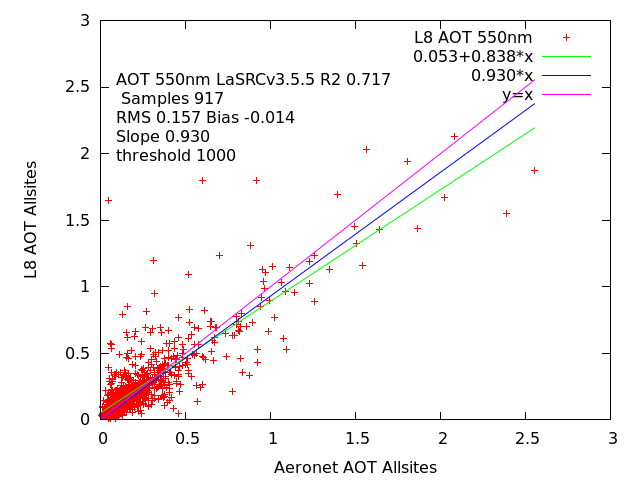 L8 AOT 550nm
0.053+0.838*x
0.930*x
y=x
AOT 550nm LaSRCv3.5.5 R2 0.717
Samples 917
RMS 0.157 Bias -0.014
Slope 0.930
threshold 1000
3
2.5
2
1.5
1
0.5
0
L8 AOT Allsites
0 0.5 1 1.5 2 2.5 3
Aeronet AOT Allsites